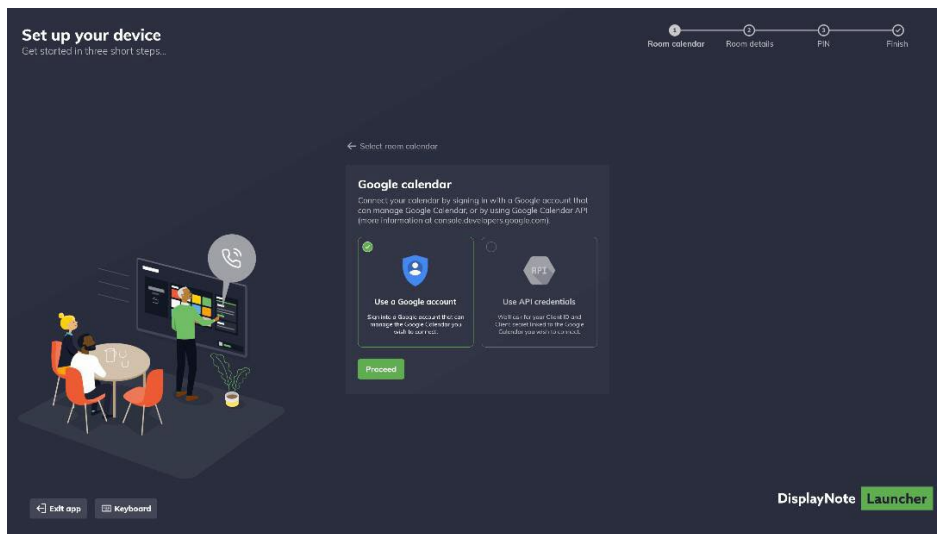 Set up your device
Get started in three short steps...
1
2
3
Room calendar
Room details
PIN
Finish
← Select room calendar
Google calendar
Connect your calendar by signing in with a Google account that
can manage Google Calendar, or by using Google Calendar API
(more information at console.developers.google.com).
API
Use a Google account
Sign into a Google account that can
manage the Google Calendar you
wish to connect.
Use API credentials
We'll ask for your Client ID and
Client secret linked to the Google
Calendar you wish to connect.
Proceed
Exit app
Keyboard
DisplayNote Launcher